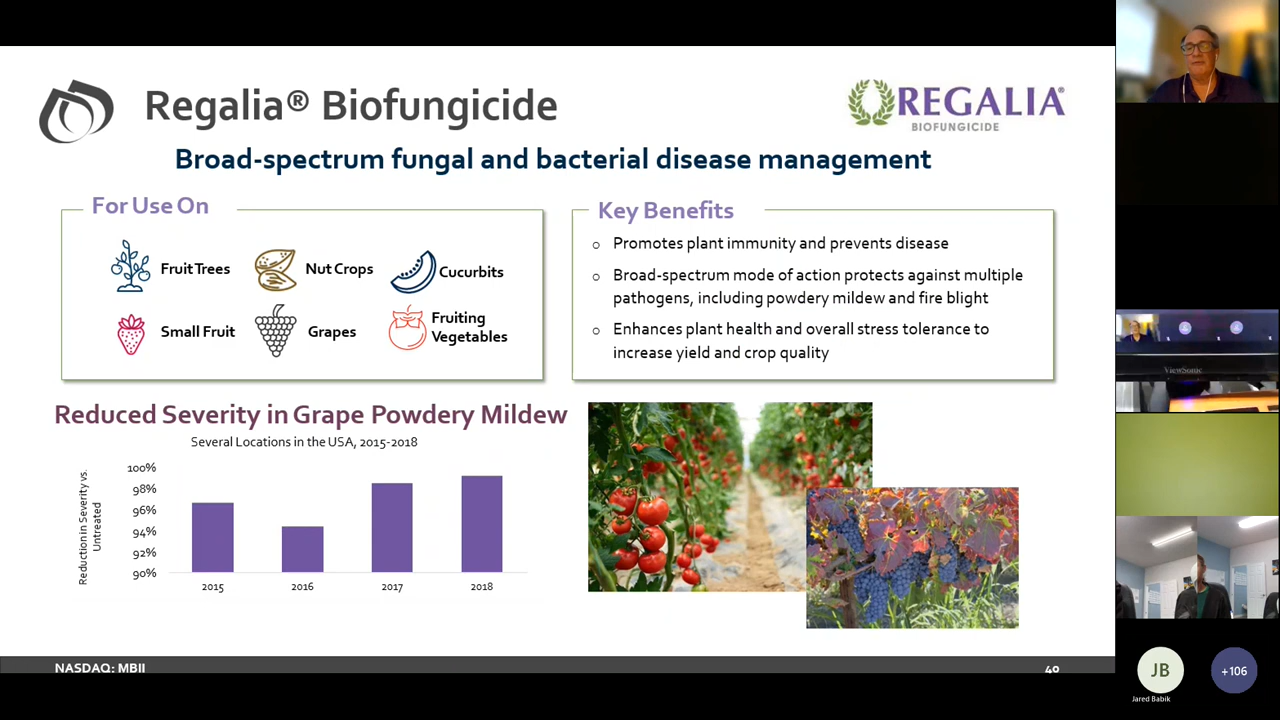 Regalia® Biofungicide
REGALIA®
BIOFUNGICIDE
Broad-spectrum fungal and bacterial disease management
For Use On
Fruit Trees
Nut Crops
Cucurbits
Small Fruit
Grapes
Fruiting
Vegetables
Key Benefits
Promotes plant immunity and prevents disease
Broad-spectrum mode of action protects against multiple
pathogens, including powdery mildew and fire blight
Enhances plant health and overall stress tolerance to
increase yield and crop quality
Reduced Severity in Grape Powdery Mildew
Several Locations in the USA, 2015-2018
Reduction in Severity vs.
Untreated
100%
98%
96%
94%
92%
90%
2015
2016
2017
2018
NASDAQ: MBII
40
ViewSonic
JB
Jared Babik
+106